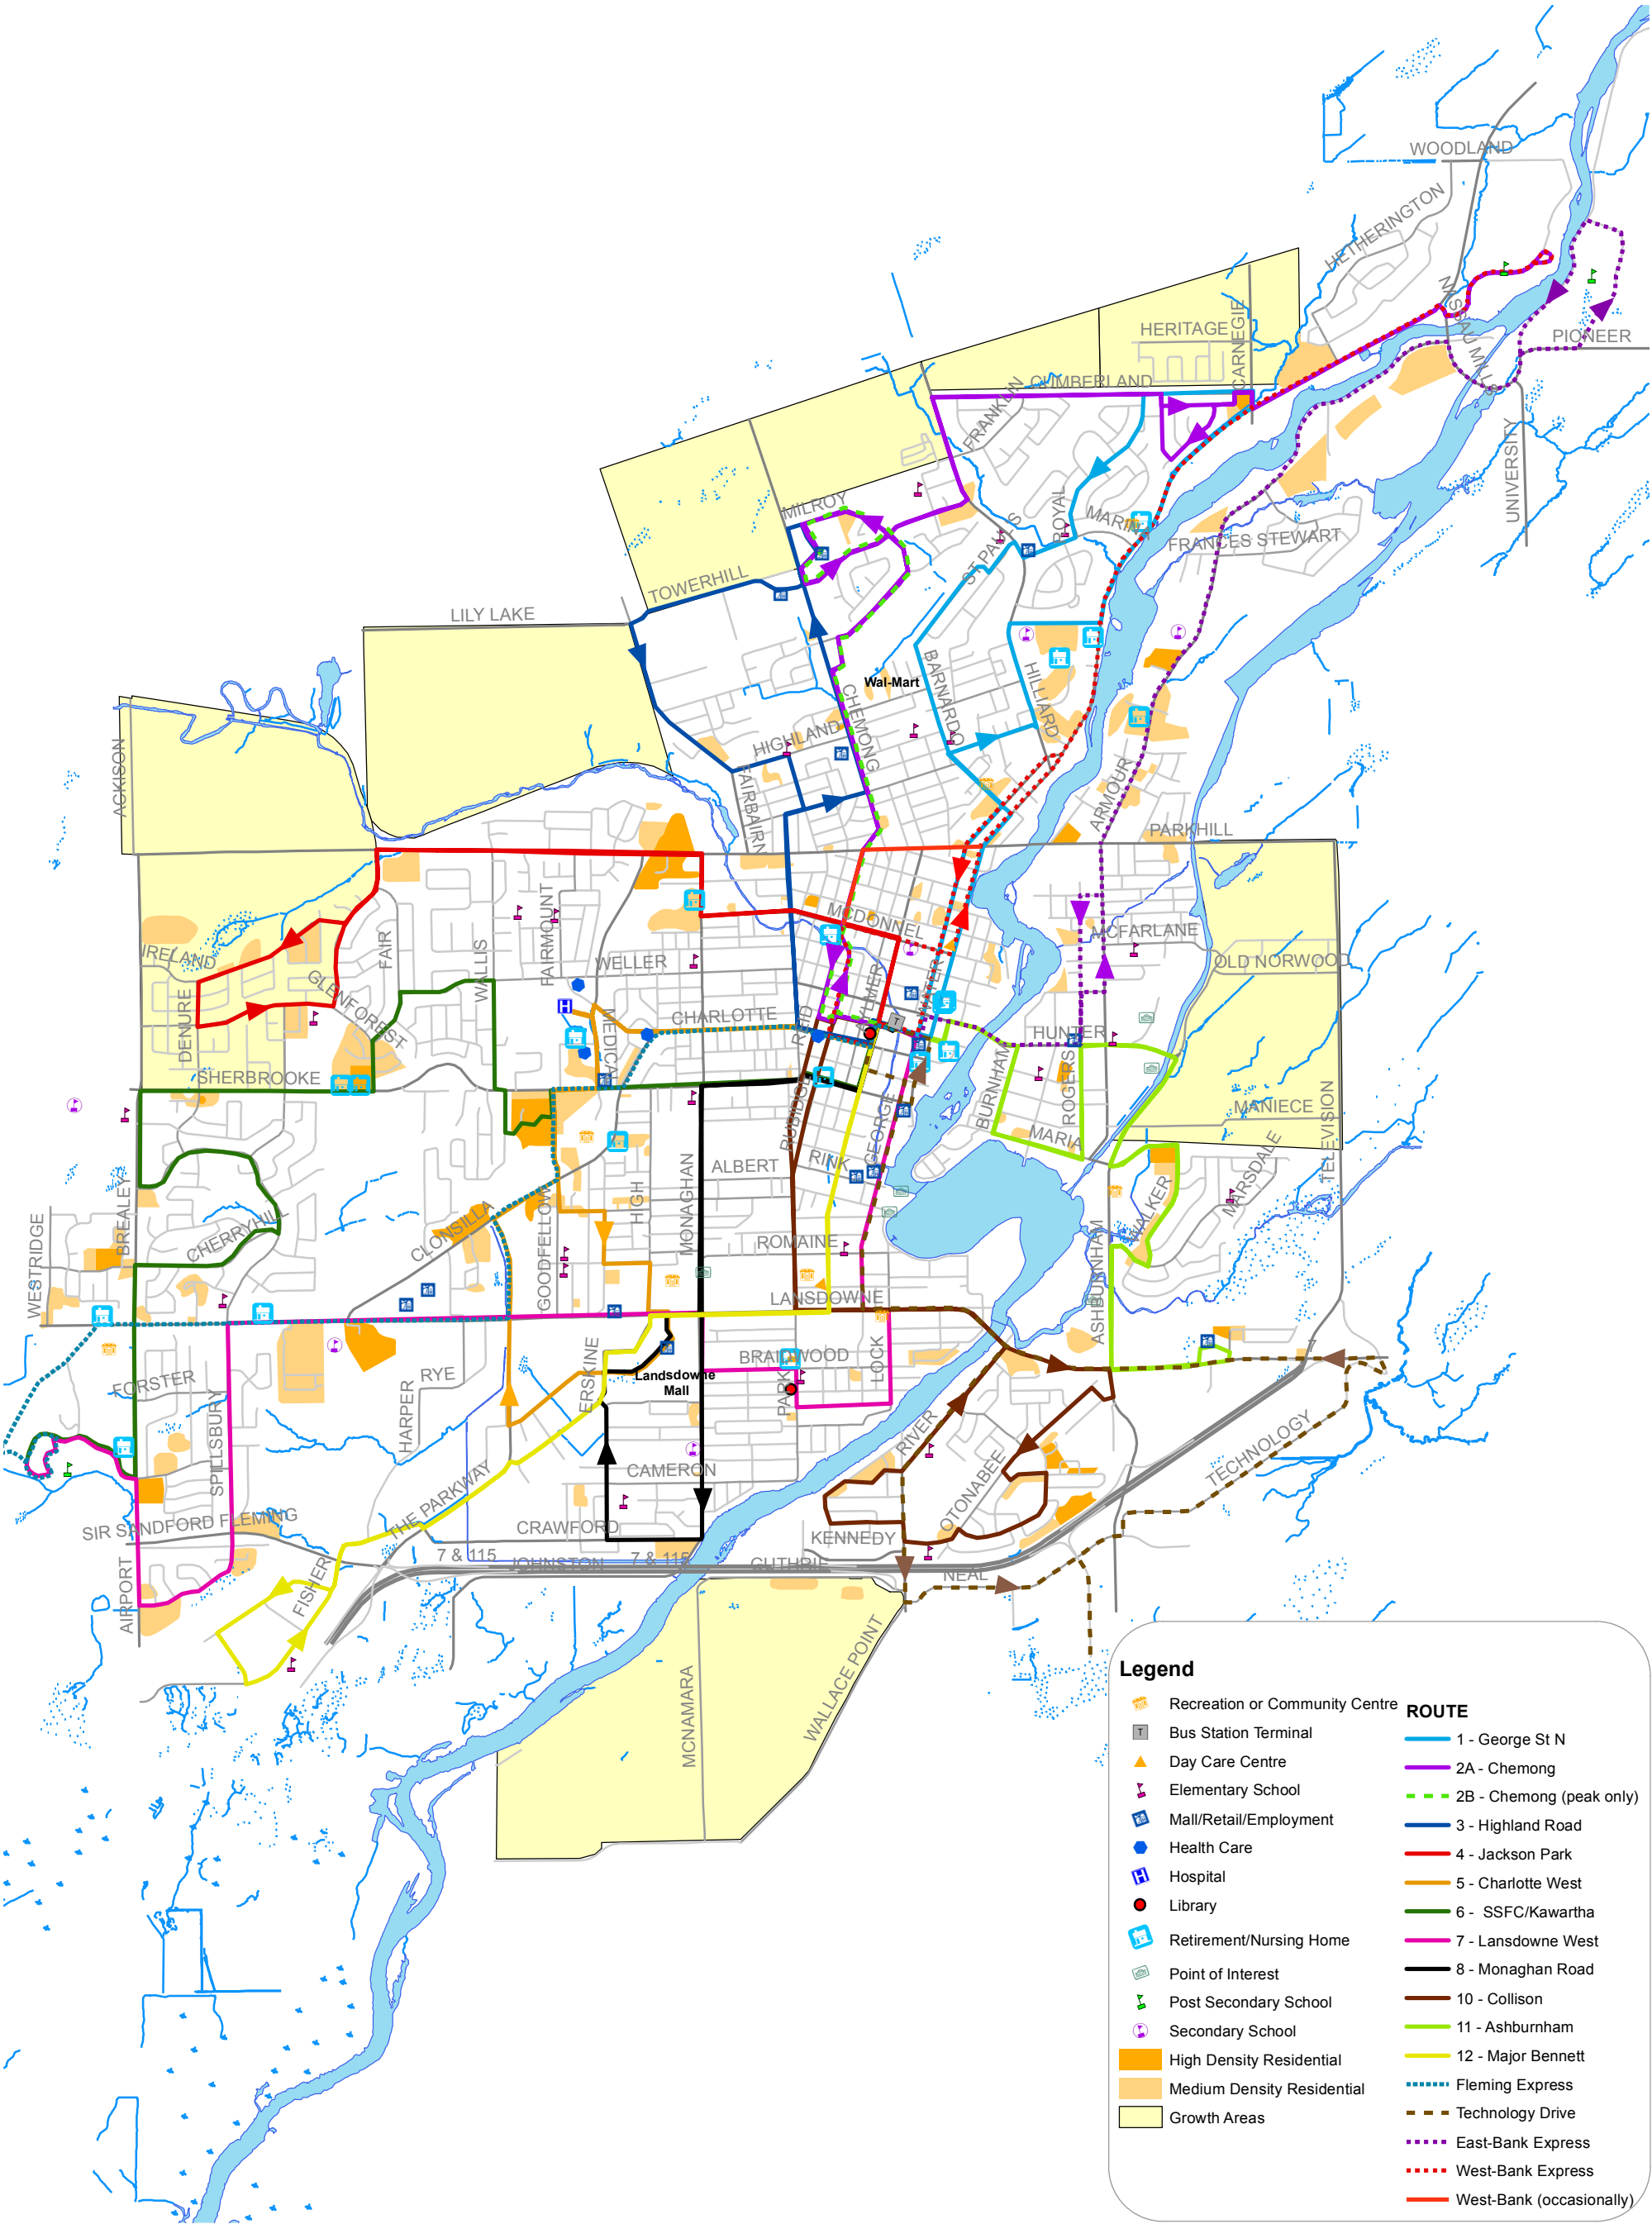 WOODLAND
HETHERINGTON
NASSAU MILLS
PIONEER
CARNEGIE
HERITAGE
CUMBERLAND
FRANKLIN
UNIVERSITY
MILROY
ROYAL
MARINA
ST PAULS
FRANCES STEWART
TOWERHILL
LILY LAKE
Wal-Mart
BARNARDO
HILLIARD
CHEMONG
HIGHLAND
ACKISON
FAIRBAIRN
ARMOUR
PARKHILL
MCDONNEL
FAIRMOUNT
MCFARLANE
IRELAND
FAIR
WALLIS
WELLER
OLD NORWOOD
GLENFOREST
AYLMER
WATER
DENURE
MEDICAL
CHARLOTTE
REID
T
HUNTER
H
SHERBROOKE
RUBIDGE
GEORGE
BURNHAM
ROGERS
MANIECE
MARIA
ALBERT
RINK
TELEVISION
MARSDALE
WALKER
BREALEY
WESTRIDGE
CHERRYHILL
CLONSILLA
GOODFELLOW
HIGH
MONAGHAN
ROMAINE
ASHBURNHAM
LANSDOWNE
7
ERSKINE
BRAIDWOOD
LOCK
RYE
Landsdowne
Mall
PARK
FORSTER
SPILLSBURY
HARPER
RIVER
OTONABEE
TECHNOLOGY
CAMERON
THE PARKWAY
SIR SANDFORD FLEMING
CRAWFORD
KENNEDY
7 & 115
JOHNSTON
7 & 115
GUTHRIE
NEAL
AIRPORT
FISHER
MCNAMARA
WALLACE POINT
Legend
Recreation or Community Centre
T Bus Station Terminal
Day Care Centre
Elementary School
Mall/Retail/Employment
Health Care
H Hospital
Library
Retirement/Nursing Home
Point of Interest
Post Secondary School
Secondary School
High Density Residential
Medium Density Residential
Growth Areas
ROUTE
1 - George St N
2A - Chemong
2B - Chemong (peak only)
3 - Highland Road
4 - Jackson Park
5 - Charlotte West
6 - SSFC/Kawartha
7 - Lansdowne West
8 - Monaghan Road
10 - Collison
11 - Ashburnham
12 - Major Bennett
Fleming Express
Technology Drive
East-Bank Express
West-Bank Express
West-Bank (occasionally)